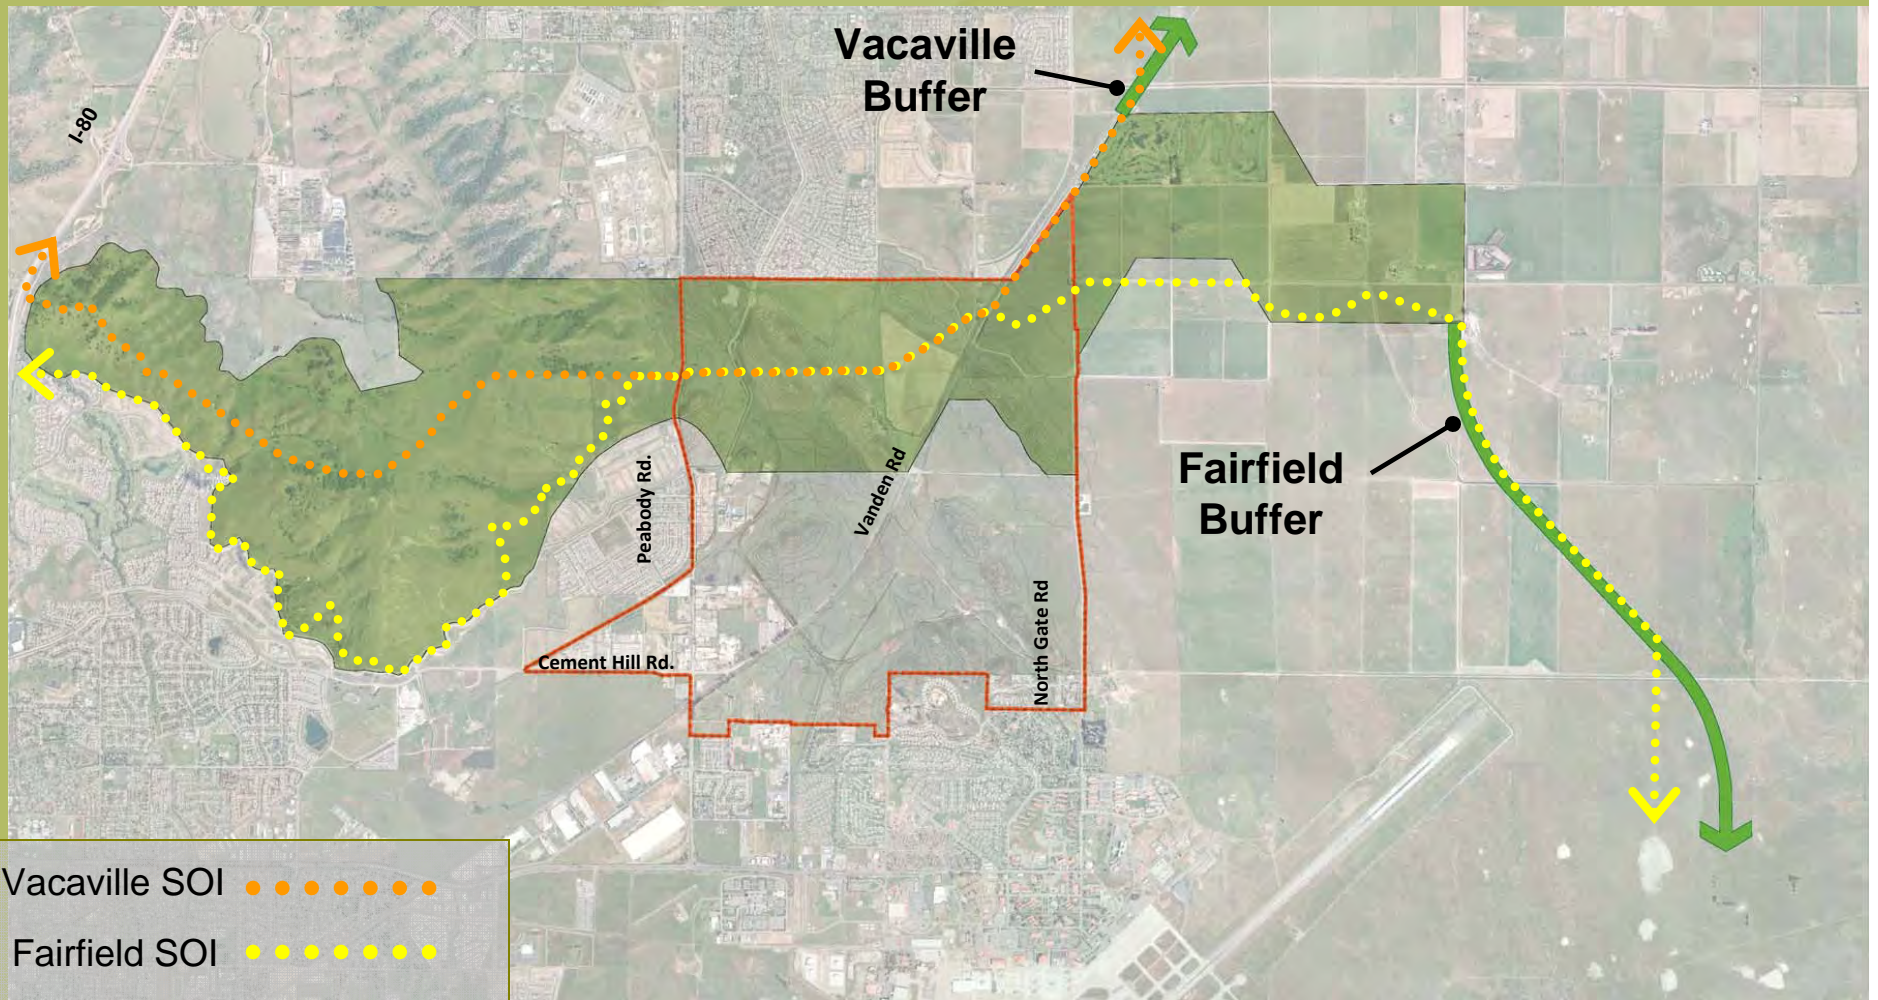 Vacaville
Buffer
I-80
Fairfield
Buffer
Peabody Rd.
Vanden Rd
North Gate Rd
Cement Hill Rd.
Vacaville SOI
Fairfield SOI